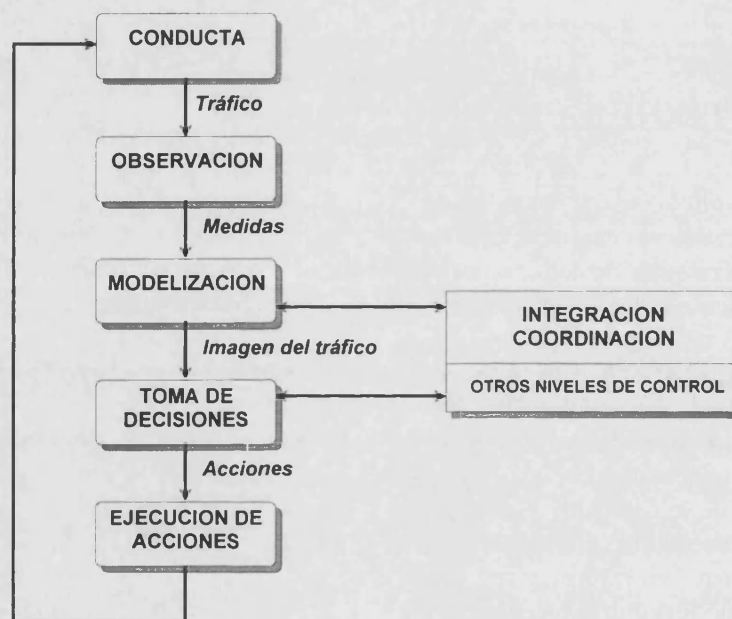 CONDUCTA
Tráfico
OBSERVACION
Medidas
MODELIZACION
Imagen del tráfico
INTEGRACION
COORDINACION
OTROS NIVELES DE CONTROL
TOMA DE
DECISIONES
Acciones
EJECUCION DE
ACCIONES